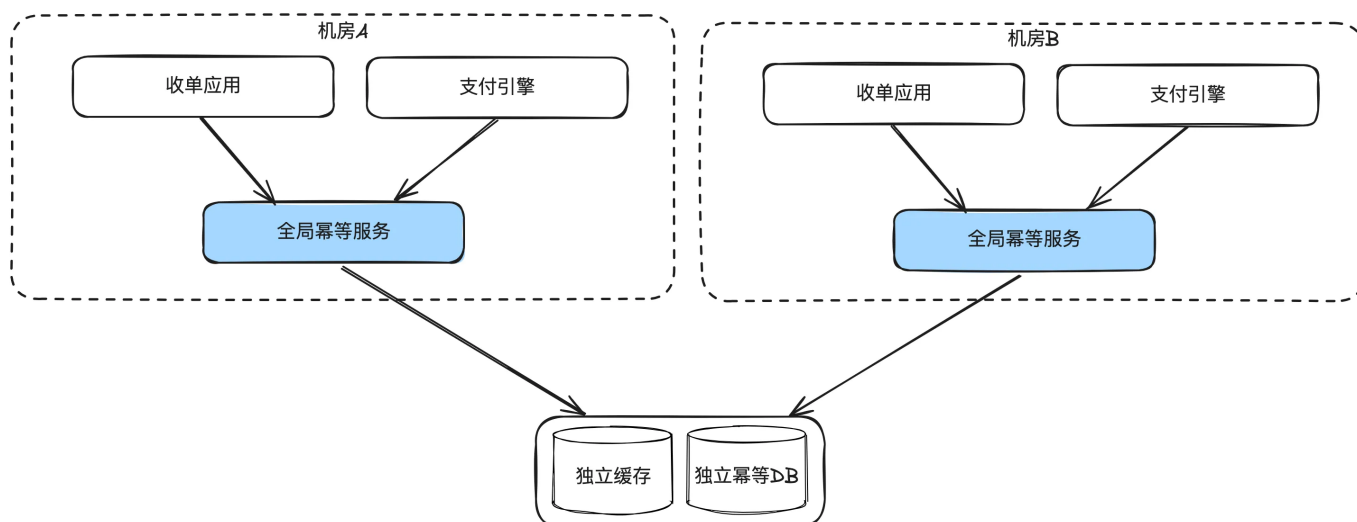 机房A
机房B
收单应用
支付引擎
收单应用
支付引擎
全局幂等服务
全局幂等服务
独立缓存
独立幂等DB